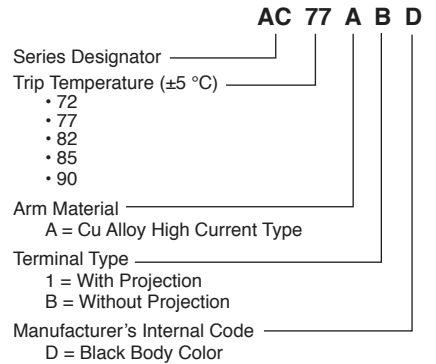 AC 77 A B D
Series Designator
Trip Temperature (±5 °C)
• 72
• 77
• 82
• 85
• 90
Arm Material
A = Cu Alloy High Current Type
Terminal Type
1 = With Projection
B = Without Projection
Manufacturer's Internal Code
D = Black Body Color